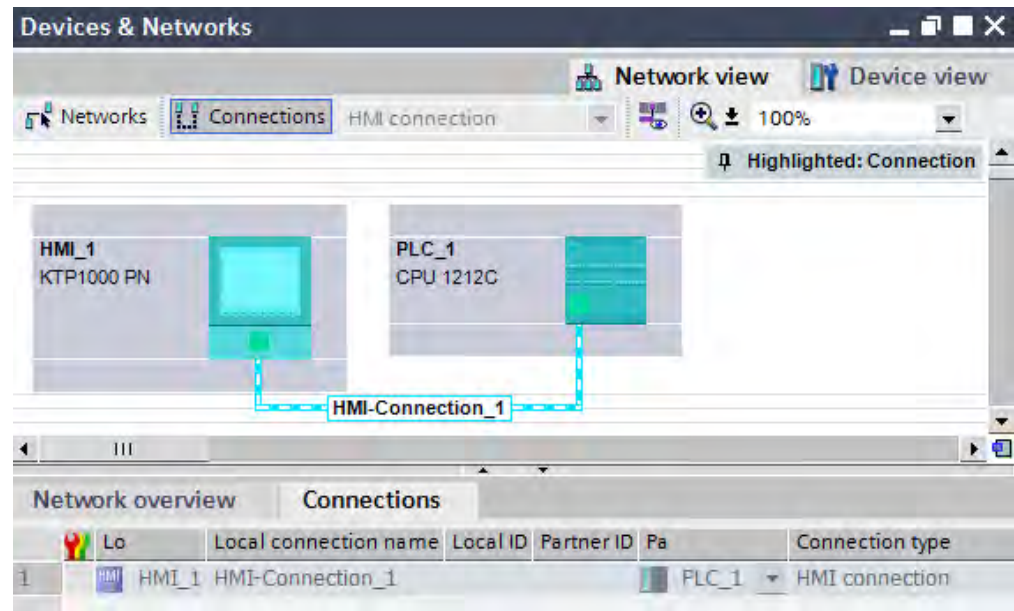 Devices & Networks
Network view Device view
Networks Connections HMI connection 100%
Highlighted: Connection
HMI_1 PLC_1
KTP1000 PN CPU 1212C
HMI-Connection_1
Network overview Connections
Lo Local connection name Local ID Partner ID Pa Connection type
1 HMI HMI_1 HMI-Connection_1 PLC_1 HMI connection